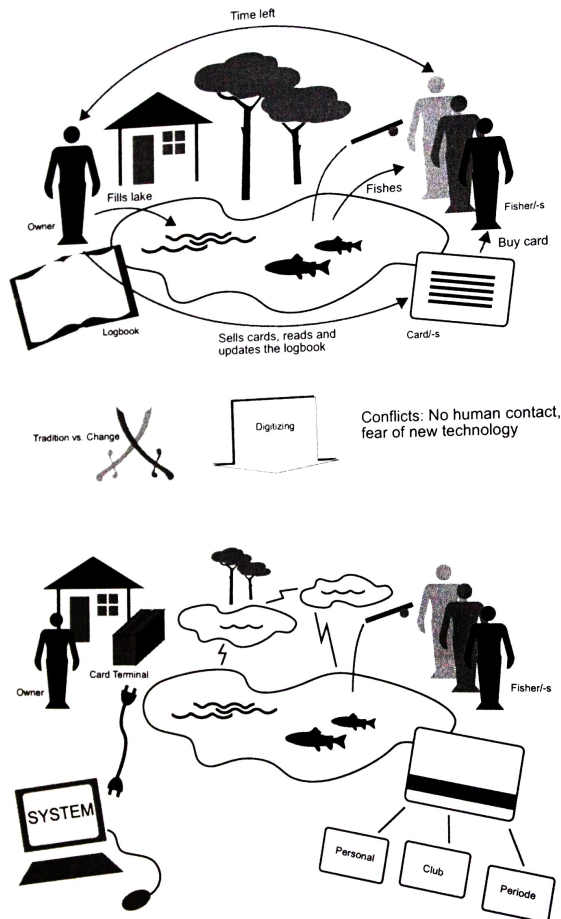 Time left
Fills lake
Owner
Fishes
Fisher/-s
Buy card
Logbook
Sells cards, reads and
updates the logbook
Card/-s
Tradition vs. Change
Digitizing
Conflicts: No human contact,
fear of new technology
Owner
Card Terminal
Fisher/-s
SYSTEM
Personal
Club
Periode